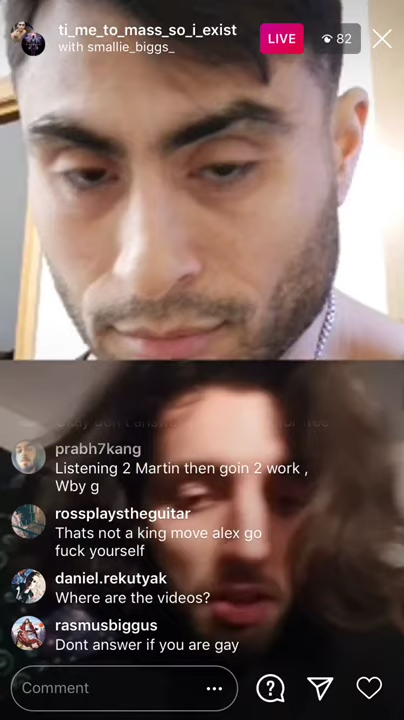 ti_me_to_mass_so_i_exist
with smallie_biggs_
LIVE
82
prabh7kang
Listening 2 Martin then goin 2 work ,
Wby g
rossplaystheguitar
Thats not a king move alex go
fuck yourself
daniel.rekutyak
Where are the videos?
rasmusbiggus
Dont answer if you are gay
Comment